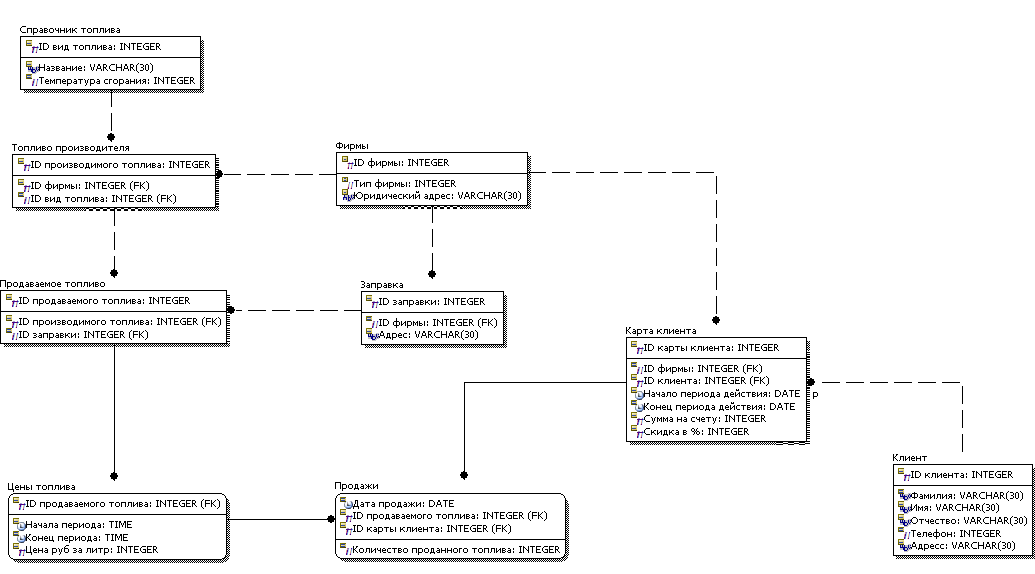 Справочник топлива
ID вид топлива: INTEGER
Название: VARCHAR(30)
Температура сгорания: INTEGER
Топливо производителя
ID производимого топлива: INTEGER
ID фирмы: INTEGER (FK)
ID вид топлива: INTEGER (FK)
Фирмы
ID фирмы: INTEGER
Тип фирмы: INTEGER
Юридический адрес: VARCHAR(30)
Продаваемое топливо
ID продаваемого топлива: INTEGER
ID производимого топлива: INTEGER (FK)
ID заправки: INTEGER (FK)
Заправка
ID заправки: INTEGER
ID фирмы: INTEGER (FK)
Адрес: VARCHAR(30)
Карта клиента
ID карты клиента: INTEGER
ID фирмы: INTEGER (FK)
ID клиента: INTEGER (FK)
Начало периода действия: DATE р
Конец периода действия: DATE
Сумма на счету: INTEGER
Скидка в %: INTEGER
Клиент
ID клиента: INTEGER
Фамилия: VARCHAR(30)
Имя: VARCHAR(30)
Отчество: VARCHAR(30)
Телефон: INTEGER
Адресс: VARCHAR(30)
Цены топлива
ID продаваемого топлива: INTEGER (FK)
Начала периода: TIME
Конец периода: TIME
Цена руб за литр: INTEGER
Продажи
Дата продажи: DATE
ID продаваемого топлива: INTEGER (FK)
ID карты клиента: INTEGER (FK)
Количество проданного топлива: INTEGER